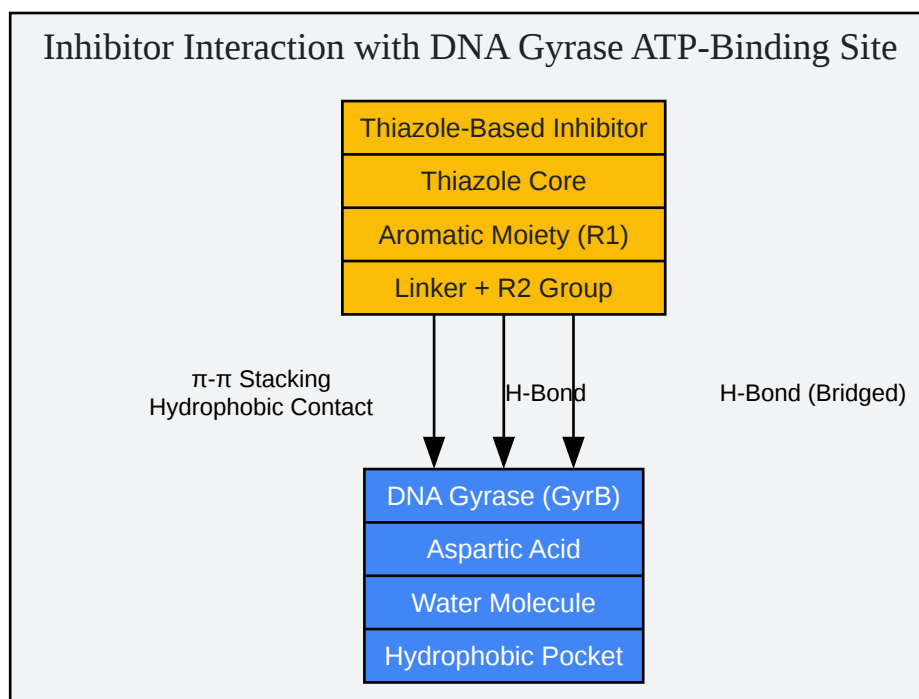 Inhibitor Interaction with DNA Gyrase ATP-Binding Site
Thiazole-Based Inhibitor
Thiazole Core
Aromatic Moiety (R1)
Linker + R2 Group
π-π Stacking
Hydrophobic Contact
H-Bond
H-Bond (Bridged)
DNA Gyrase (GyrB)
Aspartic Acid
Water Molecule
Hydrophobic Pocket